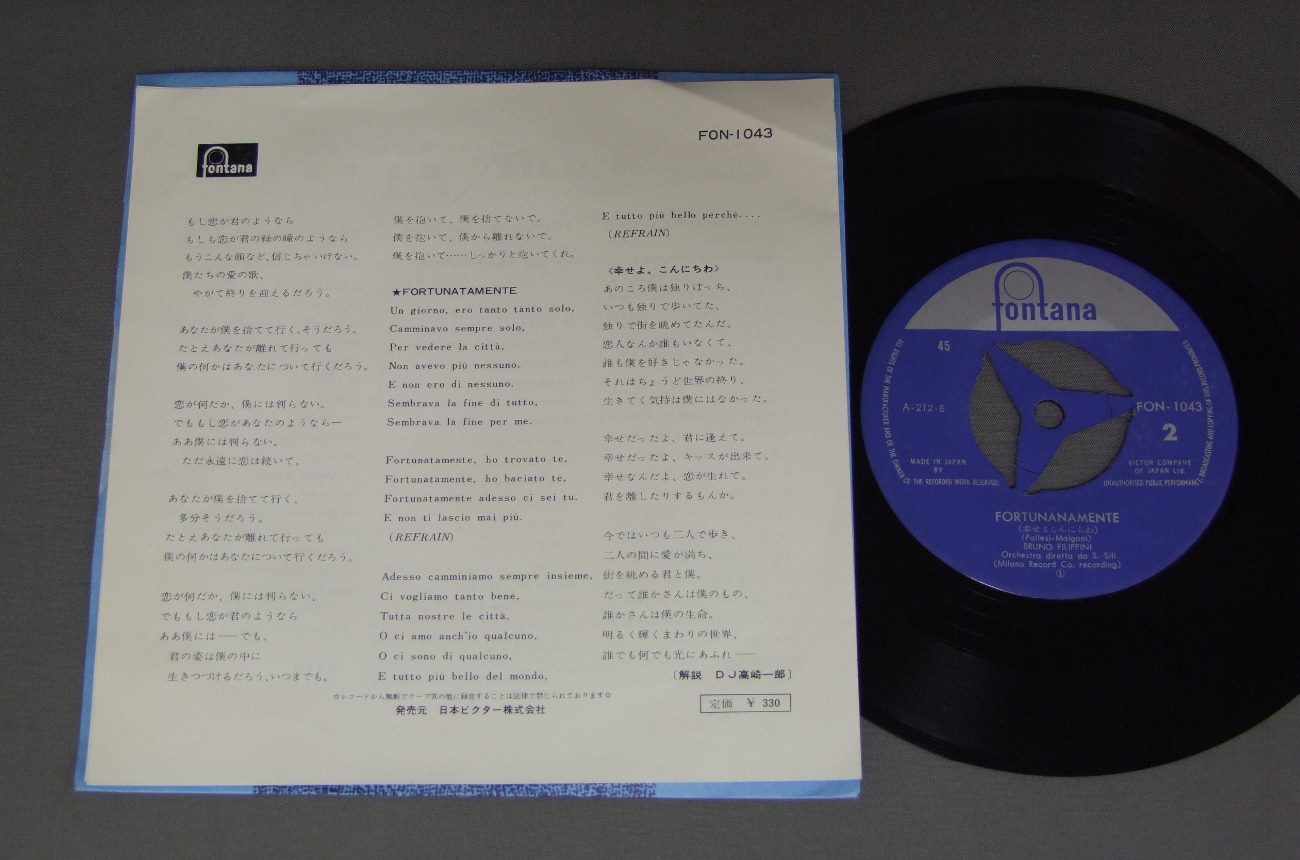 FON-1043
fontana
もし恋が君のようなら
もしも恋が君の緑の瞳のようなら
もうこんな顔など、信じちゃいけない。
僕たちの愛の歌、
やがて終りを迎えるだろう。
あなたが僕を捨てて行く、そうだろう。
たとえあなたが離れて行っても
僕の何かはあなたについて行くだろう。
恋が何だか、僕には判らない。
でももし恋があなたのようなら―
ああ僕には判らない。
ただ永遠に恋は続いて。
あなたが僕を捨てて行く、
多分そうだろう。
たとえあなたが離れて行っても
僕の何かはあなたについて行くだろう。
恋が何だか、僕には判らない。
でももし恋が君のようなら
ああ僕には――でも。
君の姿は僕の中に
生きつづけるだろう、いつまでも。
僕を抱いて、僕を捨てないで。
僕を抱いて、僕から離れないで。
僕を抱いて……しっかりと抱いてくれ。
★FORTUNATAMENTE
Un giorno, ero tanto tanto solo,
Camminavo sempre solo,
Per vedere la città,
Non avevo più nessuno.
E non ero di nessuno.
Sembrava la fine di tutto,
Sembrava la fine per me.
Fortunatamente, ho trovato te,
Fortunatamente, ho baciato te,
Fortunatamente adesso ci sei tu.
E non ti lascio mai più.
(REFRAIN)
Adesso camminiamo sempre insieme,
Ci vogliamo tanto bene,
Tutta nostre le città,
O ci amo anch'io qualcuno,
O ci sono di qualcuno,
E tutto più bello del mondo,
E tutto più bello perchè....
(REFRAIN)
《幸せよ、こんにちわ》
あのころ僕は独りぼっち、
いつも独りで歩いてた、
独りで街を眺めてたんだ。
恋人なんか誰もいなくて、
誰も僕を好きじゃなかった。
それはちょうど世界の終り、
生きてく気持は僕にはなかった。
幸せだったよ、君に逢えて。
幸せだったよ、キッスが出来て。
幸せなんだよ、恋が生れて。
君を離したりするもんか。
今ではいつも二人で歩き、
二人の間に愛が満ち、
街を眺める君と僕。
だって誰かさんは僕のもの、
誰かさんは僕の生命。
明るく輝くまわりの世界、
誰でも何でも光にあふれ――
〔解説 DJ高崎一郎〕
☆レコードから無断でテープ其の他に録音することは法律で禁じられております☆
発売元 日本ビクター株式会社
定価 ¥ 330
fontana
45
A-212-B
FON-1043
2
MADE IN JAPAN
BY
VICTOR COMPANY
OF JAPAN Ltd.
ALL RIGHTS OF THE MANUFACTURER AND OF THE OWNER OF THE RECORDED WORK RESERVED.
UNAUTHORISED PUBLIC PERFORMANCE, BROADCASTING AND COPYING OF THIS RECORD PROHIBITED
FORTUNANAMENTE
(幸せよこんにちわ)
(Pallesi-Malgoni)
BRUNO FILIPPINI
Orchestra diretta da S. Sili
(Milano Record Co. recording)
①